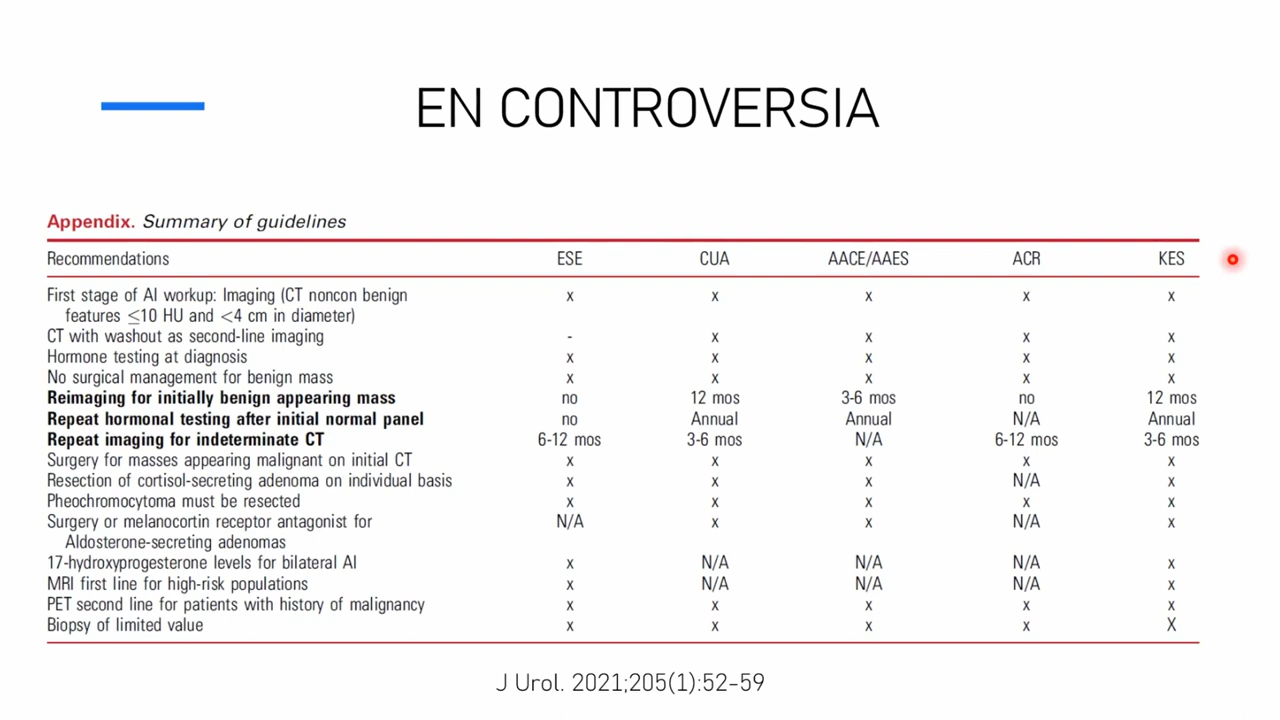 EN CONTROVERSIA
Appendix. Summary of guidelines
Recommendations ESE CUA AACE/AAES ACR KES
First stage of AI workup: Imaging (CT noncon benign x x x x x
features ≤10 HU and <4 cm in diameter)
CT with washout as second-line imaging - x x x x
Hormone testing at diagnosis x x x x x
No surgical management for benign mass x x x x x
Reimaging for initially benign appearing mass no 12 mos 3-6 mos no 12 mos
Repeat hormonal testing after initial normal panel no Annual Annual N/A Annual
Repeat imaging for indeterminate CT 6-12 mos 3-6 mos N/A 6-12 mos 3-6 mos
Surgery for masses appearing malignant on initial CT x x x x x
Resection of cortisol-secreting adenoma on individual basis x x x N/A x
Pheochromocytoma must be resected x x x x x
Surgery or melanocortin receptor antagonist for N/A x x N/A x
Aldosterone-secreting adenomas
17-hydroxyprogesterone levels for bilateral AI x N/A N/A N/A x
MRI first line for high-risk populations x N/A N/A N/A x
PET second line for patients with history of malignancy x x x x x
Biopsy of limited value x x x x X
J Urol. 2021;205(1):52-59